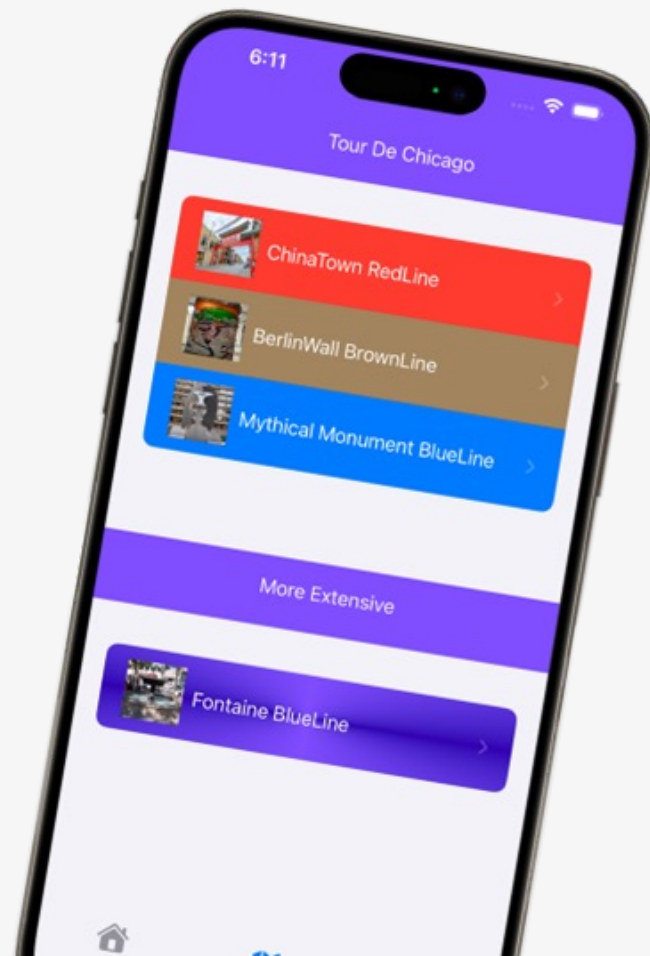 6:11
Tour De Chicago
ChinaTown RedLine
BerlinWall BrownLine
Mythical Monument BlueLine
More Extensive
Fontaine BlueLine